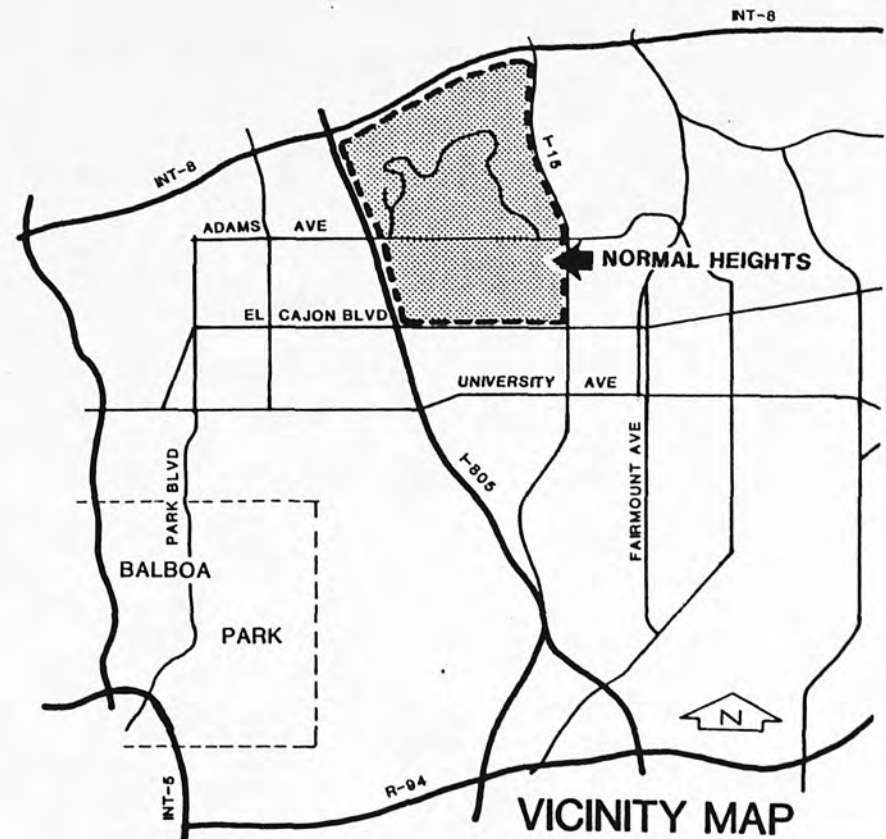 INT-8
INT-8
I-15
ADAMS AVE
NORMAL HEIGHTS
EL CAJON BLVD
UNIVERSITY AVE
I-805
PARK BLVD
FAIRMOUNT AVE
BALBOA
PARK
N
INT-5
R-94
VICINITY MAP